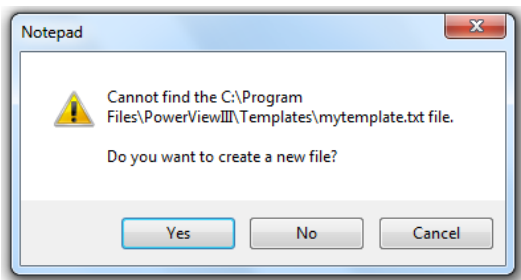 Notepad
Cannot find the C:\Program
Files\PowerViewIII\Templates\mytemplate.txt file.
Do you want to create a new file?
Yes No Cancel